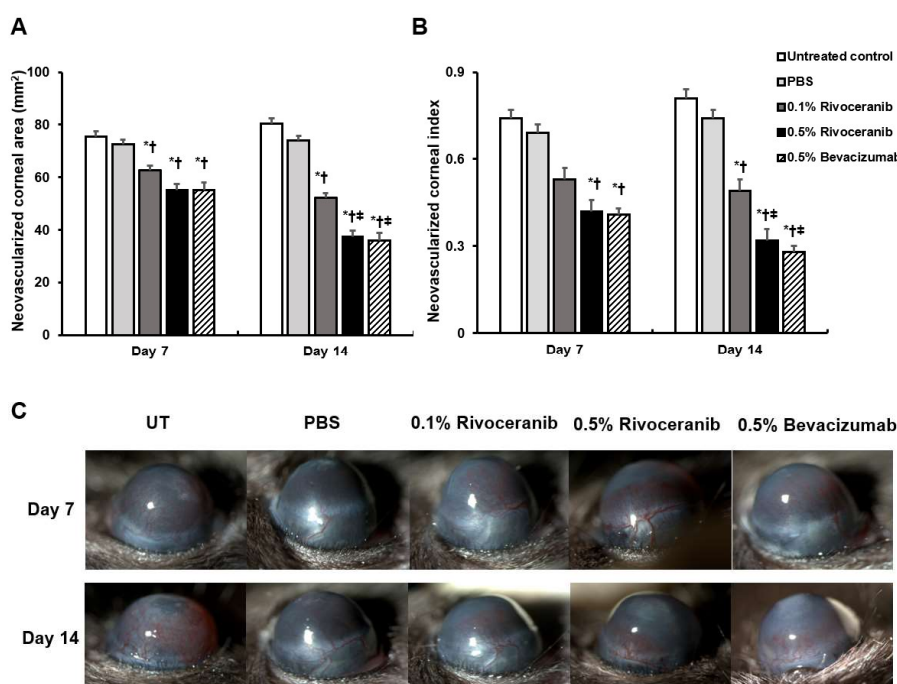 A
Neovascularized corneal area (mm²)
100
80
60
40
20
0
*†
*†
*†
*†
*†‡
*†‡
Day 7
Day 14
B
Neovascularized corneal index
0.9
0.6
0.3
0
*†
*†
*†
*†‡
*†‡
Day 7
Day 14
Untreated control
PBS
0.1% Rivoceranib
0.5% Rivoceranib
0.5% Bevacizumab
C
UT
PBS
0.1% Rivoceranib
0.5% Rivoceranib
0.5% Bevacizumab
Day 7
Day 14